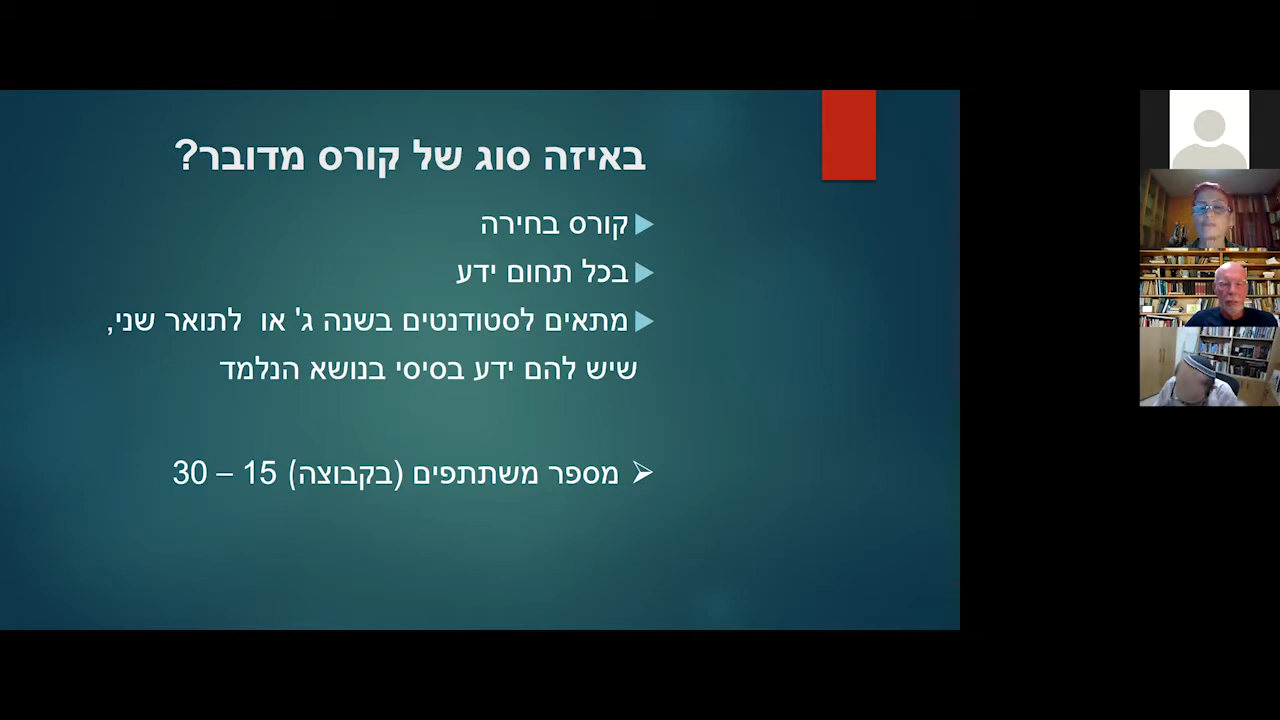 באיזה סוג של קורס מדובר?
קורס בחירה
בכל תחום ידע
מתאים לסטודנטים בשנה ג' או לתואר שני,
שיש להם ידע בסיסי בנושא הנלמד
מספר משתתפים (בקבוצה) 15 – 30